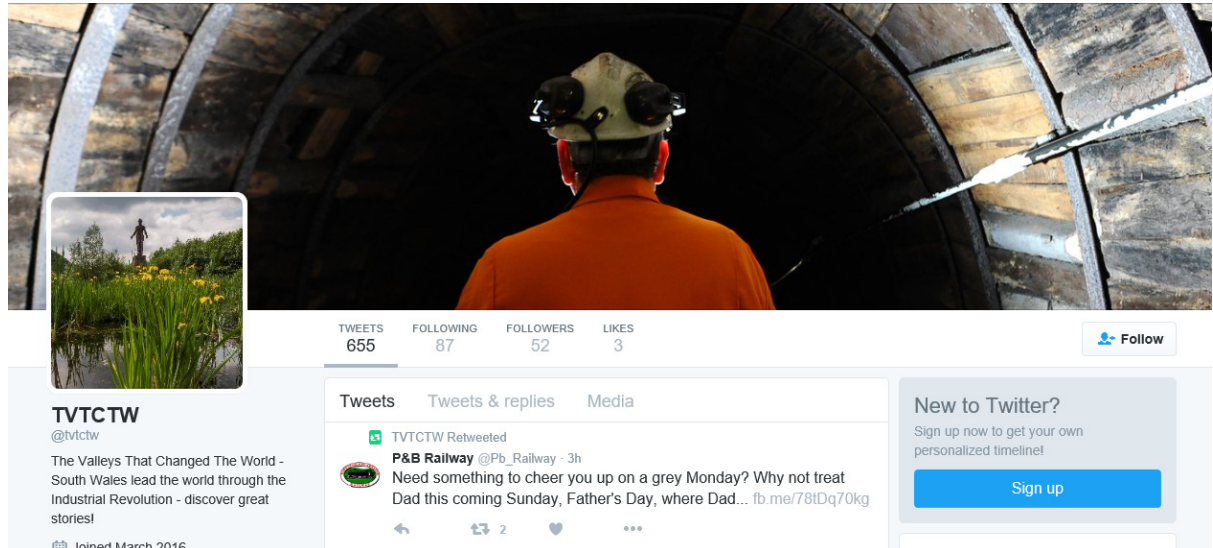 TWEETS FOLLOWING FOLLOWERS LIKES
655 87 52 3
Follow
TVTCTW
@tvtctw
The Valleys That Changed The World -
South Wales lead the world through the
Industrial Revolution - discover great
stories!
Joined March 2016
Tweets Tweets & replies Media
TVTCTW Retweeted
P&B Railway @Pb_Railway · 3h
Need something to cheer you up on a grey Monday? Why not treat
Dad this coming Sunday, Father's Day, where Dad... fb.me/78tDq70kg
2
New to Twitter?
Sign up now to get your own
personalized timeline!
Sign up